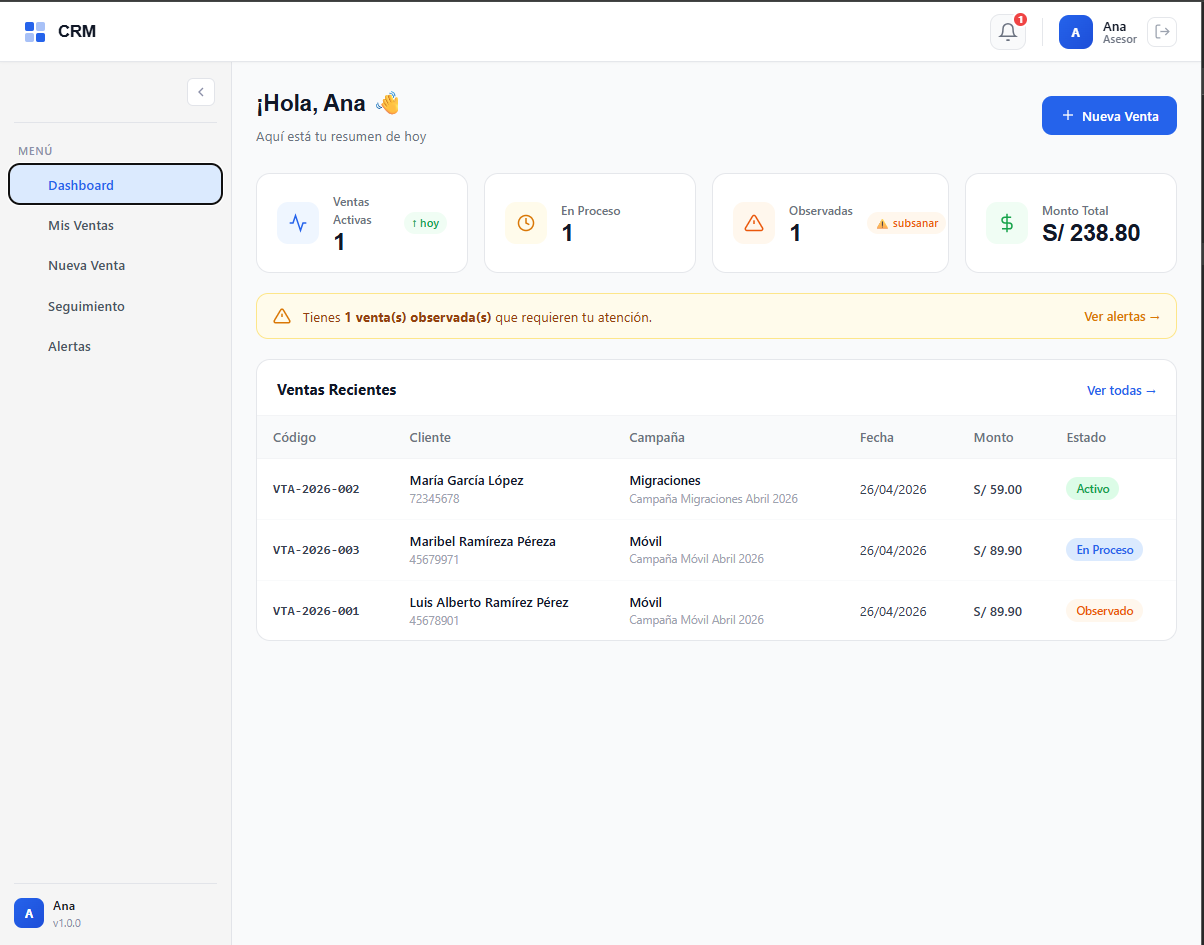 CRM
1
A
Ana
Asesor
MENÚ
Dashboard
Mis Ventas
Nueva Venta
Seguimiento
Alertas
A
Ana
v1.0.0
¡Hola, Ana 👋
Aquí está tu resumen de hoy
+ Nueva Venta
Ventas
Activas
1
↑ hoy
En Proceso
1
Observadas
1
⚠ subsanar
$
Monto Total
S/ 238.80
Tienes 1 venta(s) observada(s) que requieren tu atención.
Ver alertas →
Ventas Recientes
Ver todas →
Código Cliente Campaña Fecha Monto Estado
VTA-2026-002 María García López Migraciones 26/04/2026 S/ 59.00 Activo
72345678 Campaña Migraciones Abril 2026
VTA-2026-003 Maribel Ramíreza Péreza Móvil 26/04/2026 S/ 89.90 En Proceso
45679971 Campaña Móvil Abril 2026
VTA-2026-001 Luis Alberto Ramírez Pérez Móvil 26/04/2026 S/ 89.90 Observado
45678901 Campaña Móvil Abril 2026